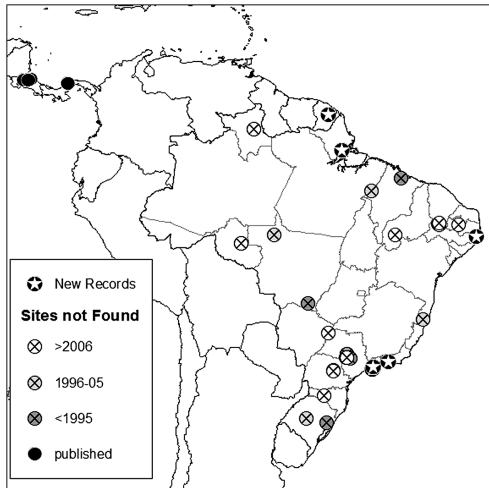 New Records
Sites not Found
>2006
1996-05
<1995
published